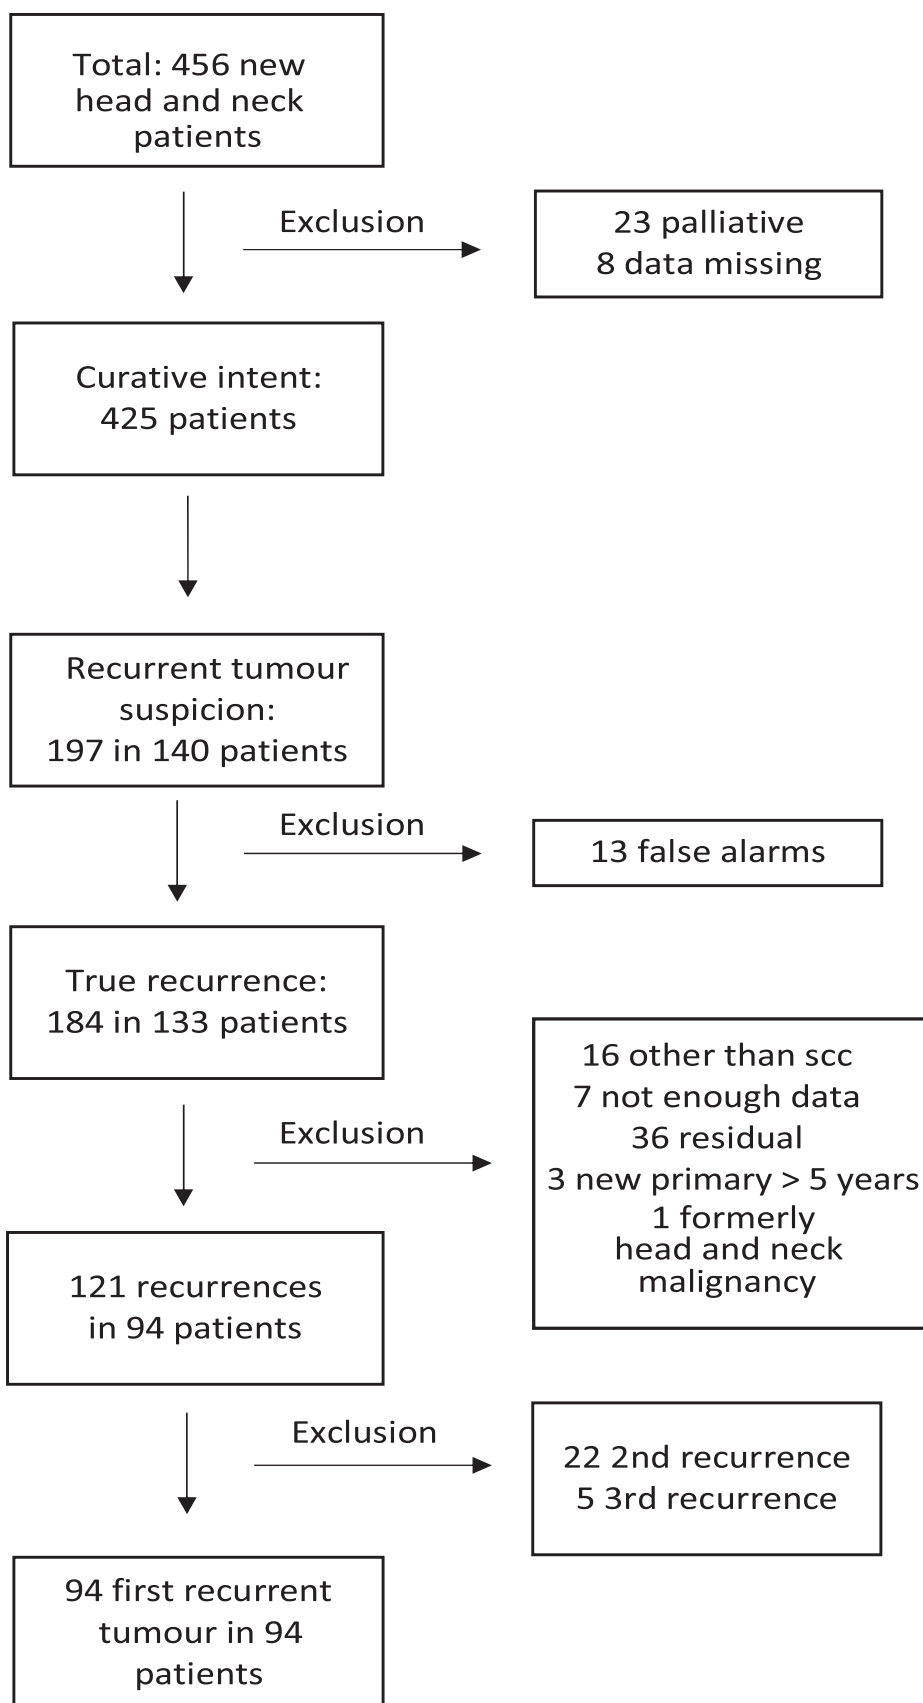 Total: 456 new
head and neck
patients
Exclusion
23 palliative
8 data missing
Curative intent:
425 patients
Recurrent tumour
suspicion:
197 in 140 patients
Exclusion
13 false alarms
True recurrence:
184 in 133 patients
Exclusion
16 other than scc
7 not enough data
36 residual
3 new primary > 5 years
1 formerly
head and neck
malignancy
121 recurrences
in 94 patients
Exclusion
22 2nd recurrence
5 3rd recurrence
94 first recurrent
tumour in 94
patients